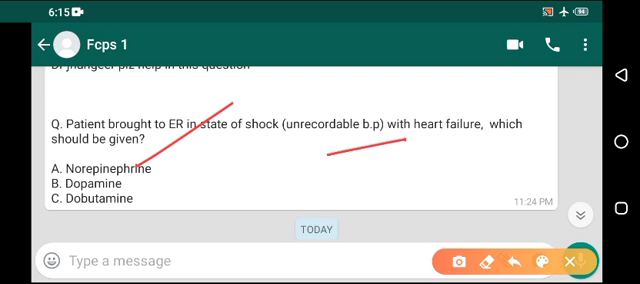 6:15
94
Fcps 1
Q. Patient brought to ER in state of shock (unrecordable b.p) with heart failure, which
should be given?
A. Norepinephrine
B. Dopamine
C. Dobutamine
11:24 PM
TODAY
Type a message